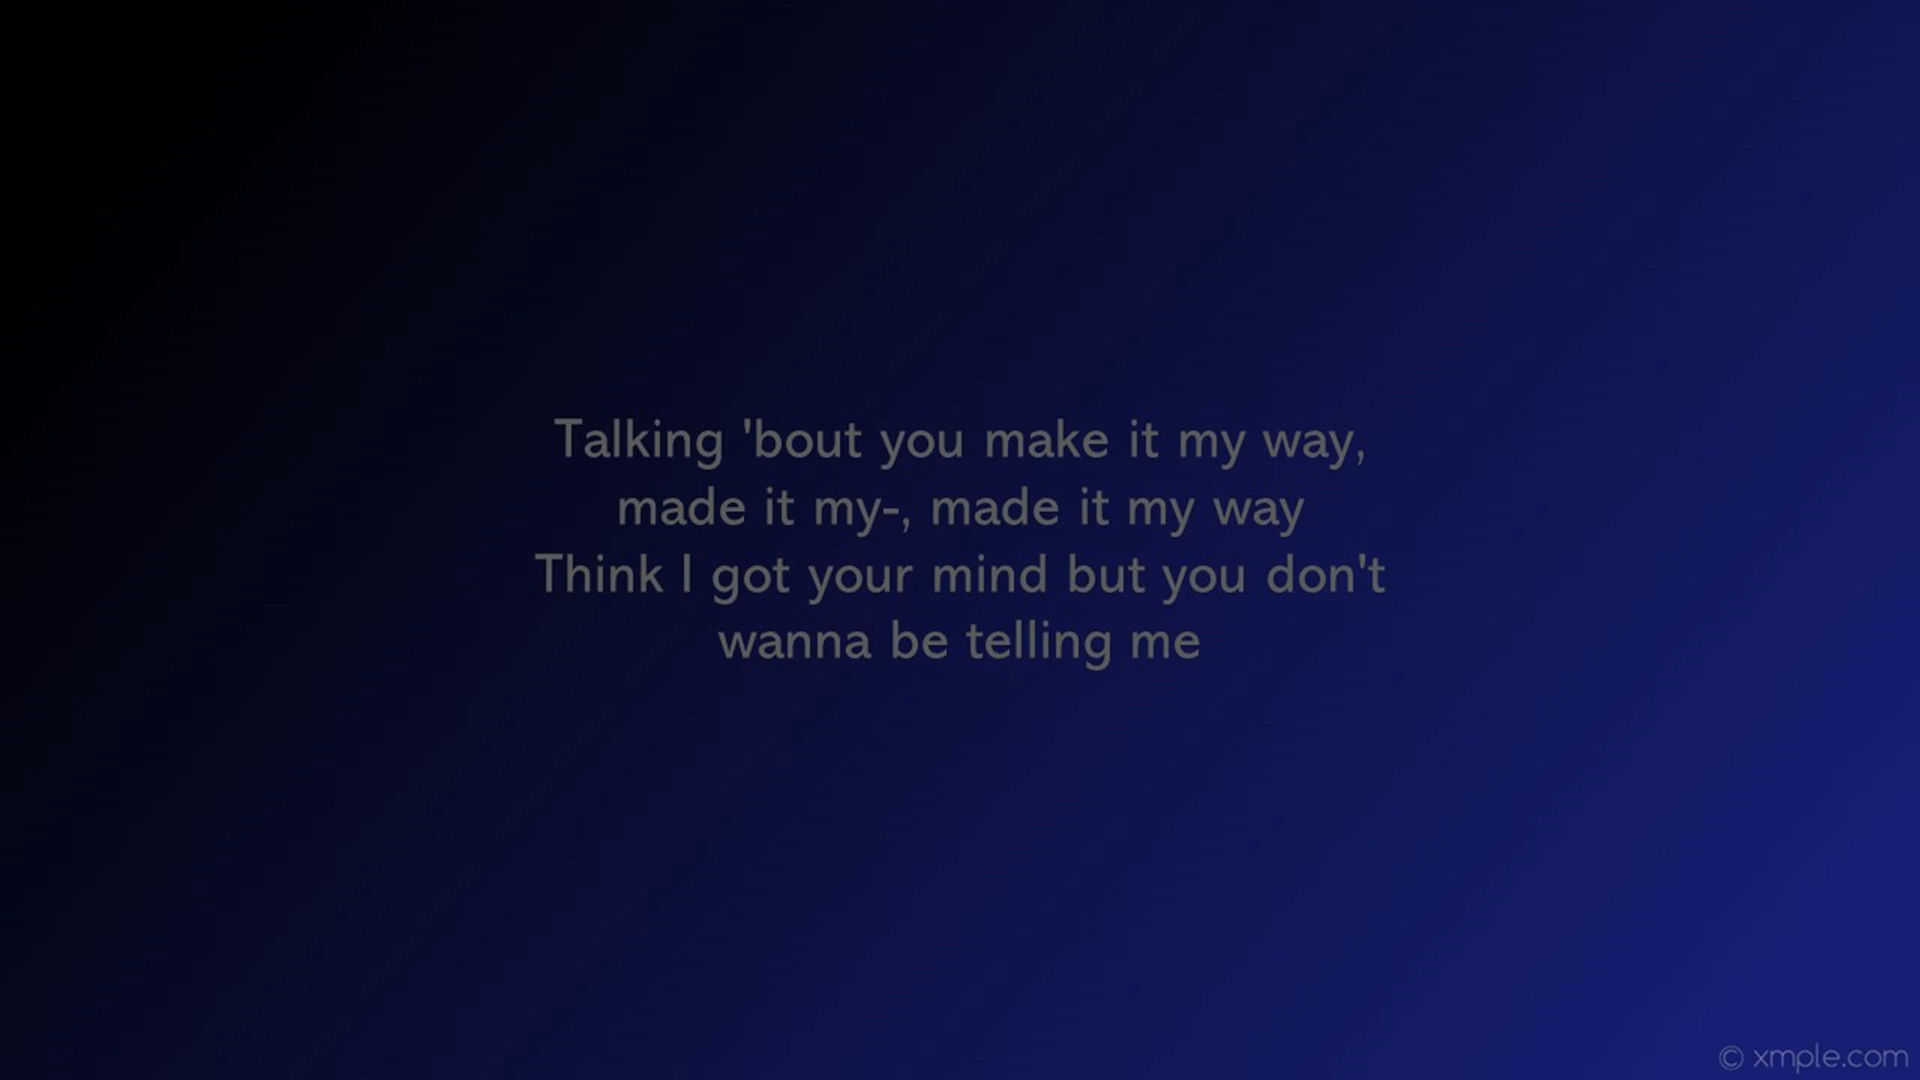 Talking 'bout you make it my way,
made it my-, made it my way
Think I got your mind but you don't
wanna be telling me
© xmple.com